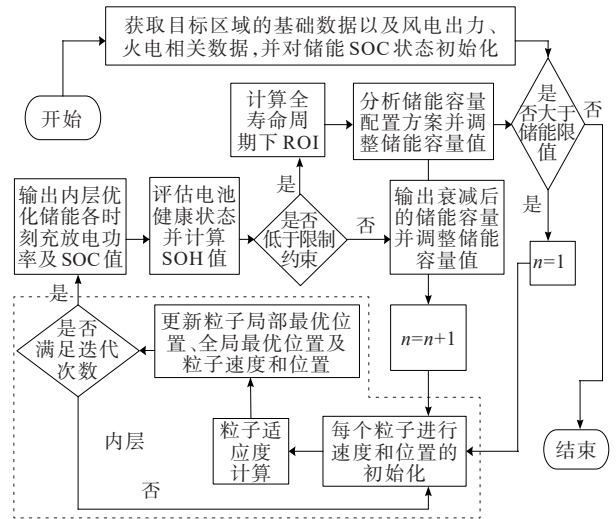 获取目标区域的基础数据以及风电出力、
火电相关数据,并对储能SOC状态初始化
开始
计算全
寿命周
期下ROI
分析储能容量
配置方案并调
整储能容量值
是
否大于
储能限
值
否
是
n=1
输出内层优
化储能各时
刻充放电功
率及SOC值
评估电池
健康状态
并计算
SOH值
是
是否
低于限制
约束
否
输出衰减后
的储能容量
并调整储能
容量值
n=n+1
是
是否
满足迭代
次数
更新粒子局部最优位
置、全局最优位置及
粒子速度和位置
内层
否
粒子适
应度
计算
每个粒子进行
速度和位置的
初始化
结束